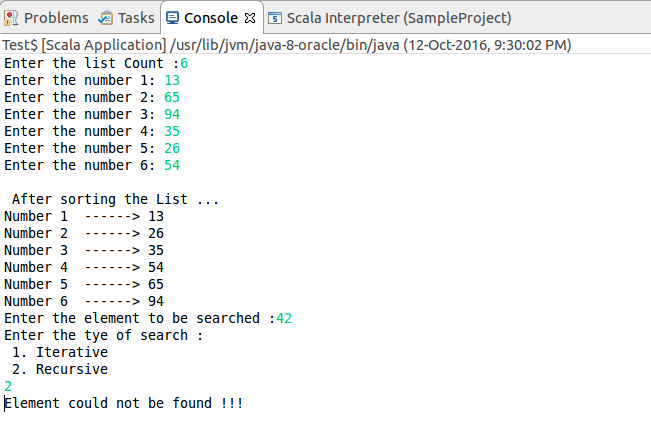 Problems Tasks Console Scala Interpreter (SampleProject)
Test$ [Scala Application] /usr/lib/jvm/java-8-oracle/bin/java (12-Oct-2016, 9:30:02 PM)
Enter the list Count :6
Enter the number 1: 13
Enter the number 2: 65
Enter the number 3: 94
Enter the number 4: 35
Enter the number 5: 26
Enter the number 6: 54
After sorting the List ...
Number 1  ------> 13
Number 2  ------> 26
Number 3  ------> 35
Number 4  ------> 54
Number 5  ------> 65
Number 6  ------> 94
Enter the element to be searched :42
Enter the tye of search :
1. Iterative
2. Recursive
2
Element could not be found !!!